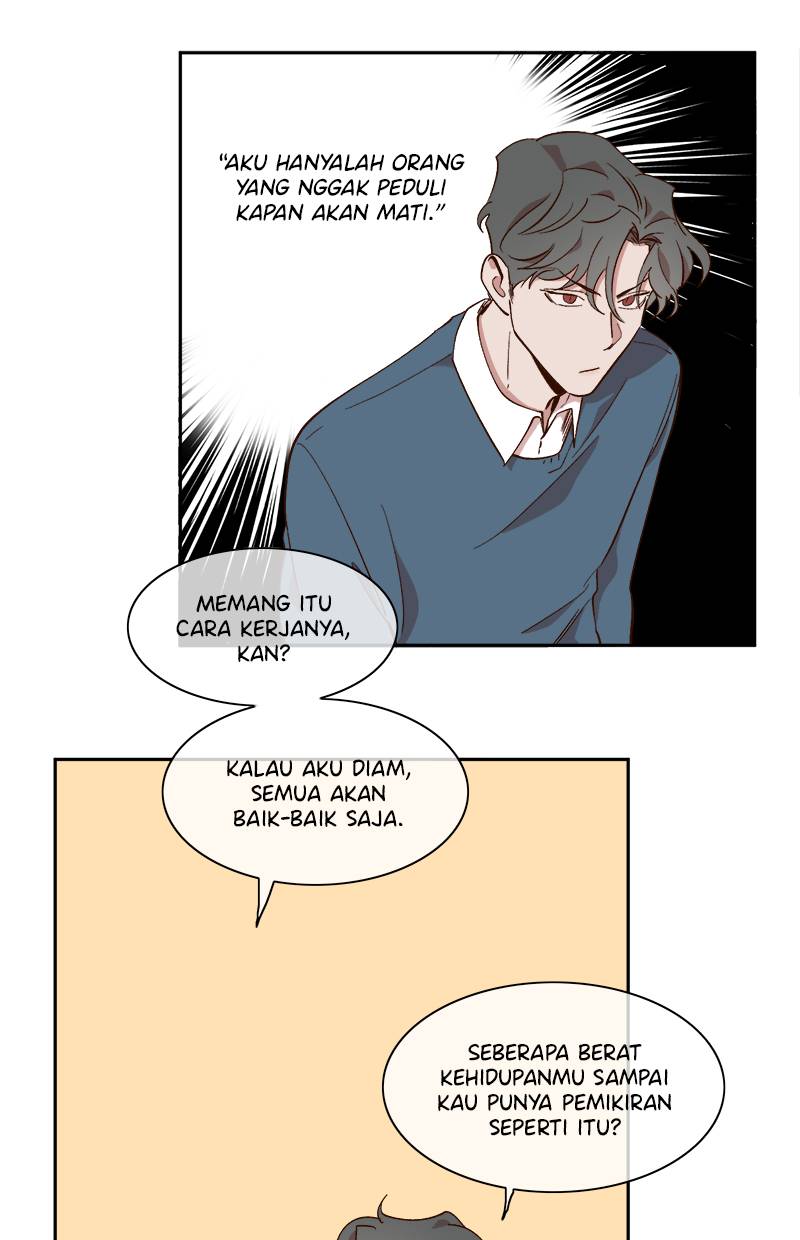 "AKU HANYALAH ORANG
YANG NGGAK PEDULI
KAPAN AKAN MATI."
MEMANG ITU
CARA KERJANYA,
KAN?
KALAU AKU DIAM,
SEMUA AKAN
BAIK-BAIK SAJA.
SEBERAPA BERAT
KEHIDUPANMU SAMPAI
KAU PUNYA PEMIKIRAN
SEPERTI ITU?